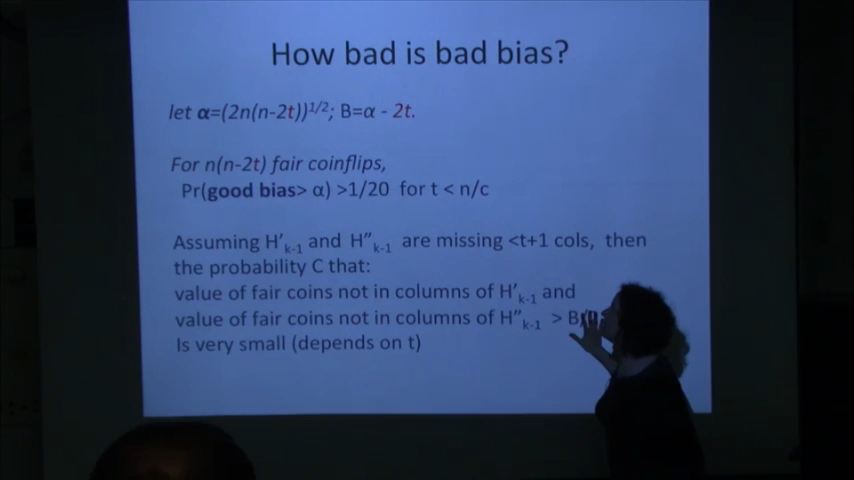 How bad is bad bias?
let α=(2n(n-2t))^1/2; B=α - 2t.
For n(n-2t) fair coinflips,
Pr(good bias> α) >1/20 for t < n/c
Assuming H'k-1 and H"k-1 are missing <t+1 cols, then
the probability C that:
value of fair coins not in columns of H'k-1 and
value of fair coins not in columns of H"k-1 > B
Is very small (depends on t)